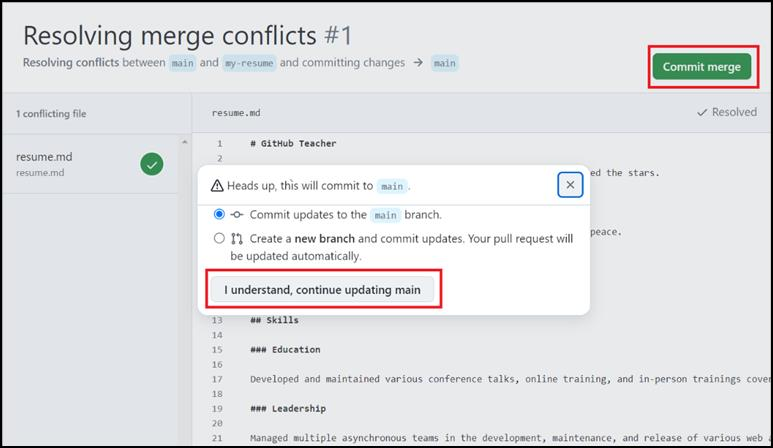 Resolving merge conflicts #1
Resolving conflicts between main and my-resume and committing changes → main
Commit merge
1 conflicting file
resume.md
Resolved
resume.md
resume.md
1 # GitHub Teacher
2
ed the stars.
Heads up, this will commit to main.
Commit updates to the main branch.
peace.
Create a new branch and commit updates. Your pull request will
be updated automatically.
I understand, continue updating main
13 ## Skills
14
15 ### Education
16
17 Developed and maintained various conference talks, online training, and in-person trainings cover
18
19 ### Leadership
20
21 Managed multiple asynchronous teams in the development, maintenance, and release of various web a